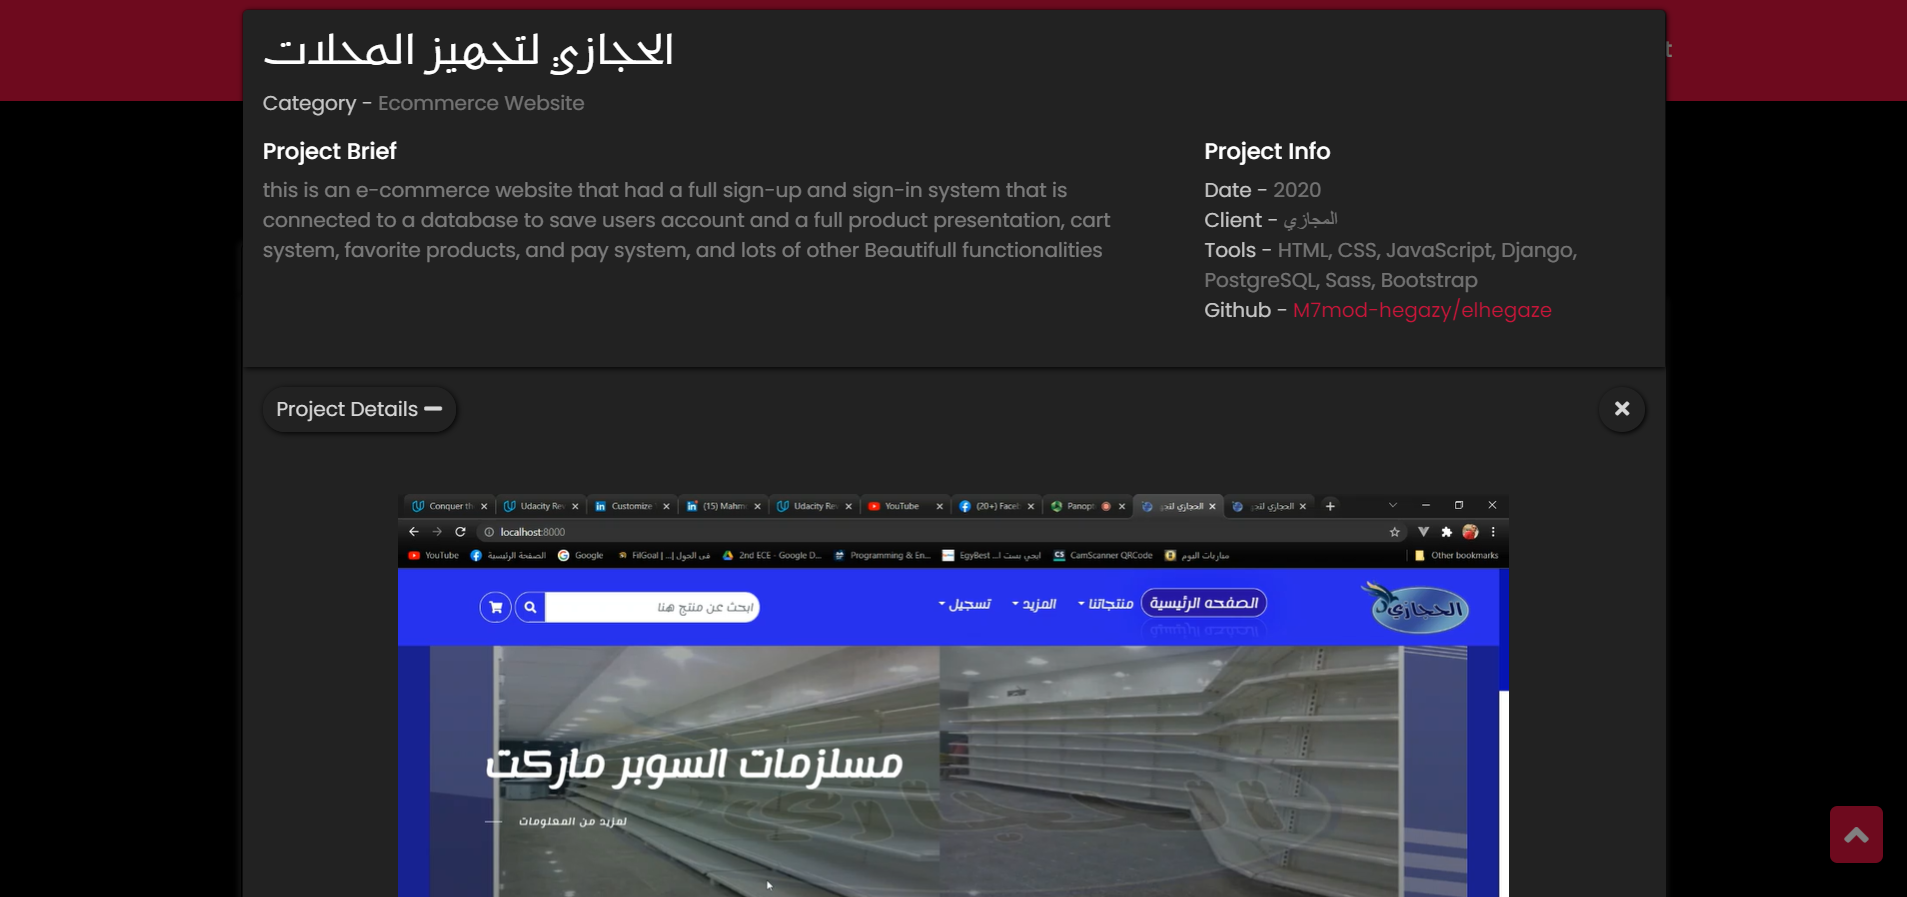 الحجازي لتجهيز المحلات
Category - Ecommerce Website
Project Brief
this is an e-commerce website that had a full sign-up and sign-in system that is
connected to a database to save users account and a full product presentation, cart
system, favorite products, and pay system, and lots of other Beautifull functionalities
Project Info
Date - 2020
Client - المجازي
Tools - HTML, CSS, JavaScript, Django,
PostgreSQL, Sass, Bootstrap
Github - M7mod-hegazy/elhegaze
Project Details
Conquer th Udacity Rev Customize (15) Mahm Udacity Rev YouTube (20+) Facel Panopt الحجازي لتج الحجازي لتج
localhost:8000
YouTube الصفحة الرئيسية Google FilGoal | ...في الجول [... 2nd ECE - Google D... Programming & En... EgyBest ...ايجي بست ا CamScanner QRCode مباريات اليوم Other bookmarks
الحجازي
الصفحه الرئيسية منتجاتنا المزيد تسجيل
ابحث عن منتج هنا
مسلزمات السوبر ماركت
لمزيد من المعلومات